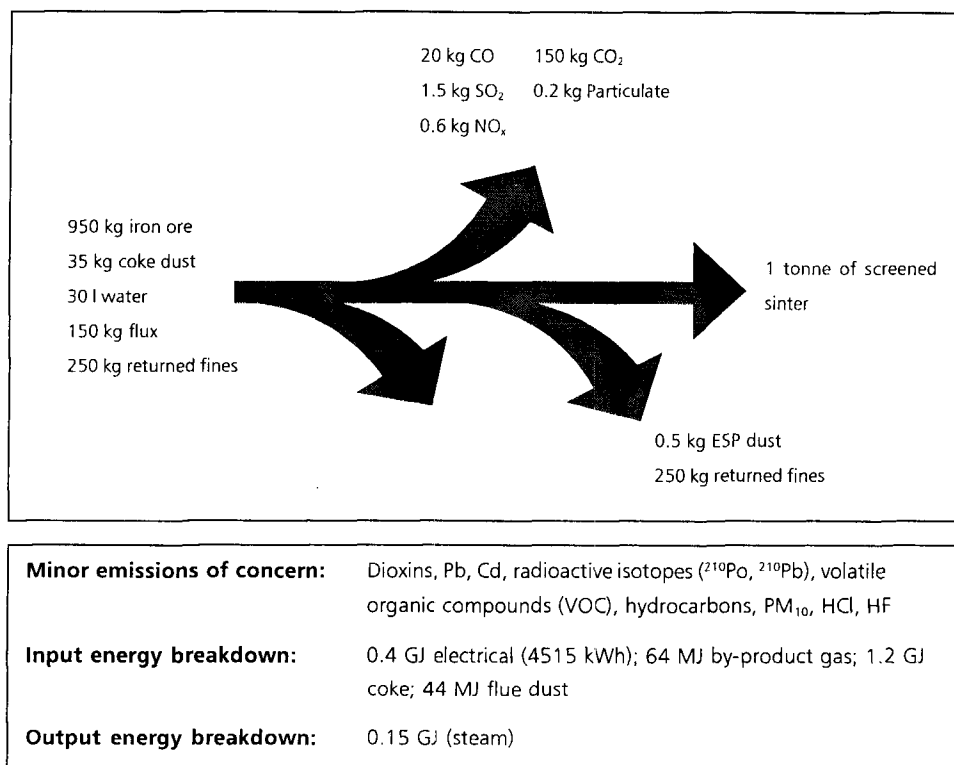 20 kg CO 150 kg CO₂
1.5 kg SO₂ 0.2 kg Particulate
0.6 kg NOₓ
950 kg iron ore
35 kg coke dust
30 l water
150 kg flux
250 kg returned fines
1 tonne of screened
sinter
0.5 kg ESP dust
250 kg returned fines
Minor emissions of concern: Dioxins, Pb, Cd, radioactive isotopes (²¹⁰Po, ²¹⁰Pb), volatile
organic compounds (VOC), hydrocarbons, PM₁₀, HCl, HF
Input energy breakdown: 0.4 GJ electrical (4515 kWh); 64 MJ by-product gas; 1.2 GJ
coke; 44 MJ flue dust
Output energy breakdown: 0.15 GJ (steam)